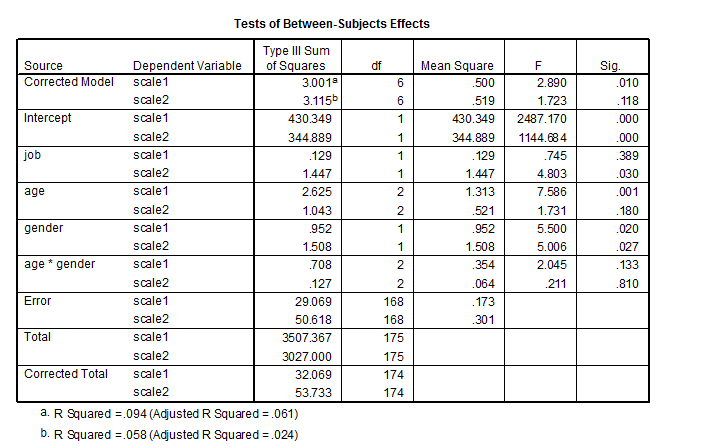 Tests of Between-Subjects Effects
Source Dependent Variable Type III Sum of Squares df Mean Square F Sig.
Corrected Model scale1 3.001a 6 .500 2.890 .010
scale2 3.115b 6 .519 1.723 .118
Intercept scale1 430.349 1 430.349 2487.170 .000
scale2 344.889 1 344.889 1144.684 .000
job scale1 .129 1 .129 .745 .389
scale2 1.447 1 1.447 4.803 .030
age scale1 2.625 2 1.313 7.586 .001
scale2 1.043 2 .521 1.731 .180
gender scale1 .952 1 .952 5.500 .020
scale2 1.508 1 1.508 5.006 .027
age * gender scale1 .708 2 .354 2.045 .133
scale2 .127 2 .064 .211 .810
Error scale1 29.069 168 .173
scale2 50.618 168 .301
Total scale1 3507.367 175
scale2 3027.000 175
Corrected Total scale1 32.069 174
scale2 53.733 174
a. R Squared = .094 (Adjusted R Squared = .061)
b. R Squared = .058 (Adjusted R Squared = .024)